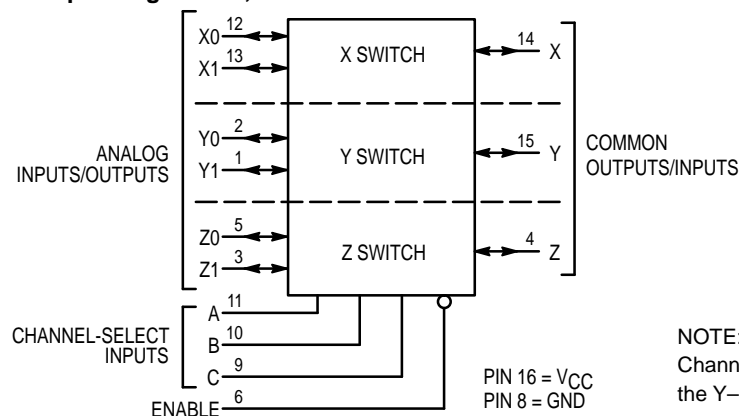 X0 12
X1 13
X SWITCH
14 X
Y0 2
Y1 1
Y SWITCH
15 Y
ANALOG
INPUTS/OUTPUTS
COMMON
OUTPUTS/INPUTS
Z0 5
Z1 3
Z SWITCH
4 Z
A 11
B 10
C 9
CHANNEL-SELECT
INPUTS
ENABLE 6
PIN 16 = VCC
PIN 8 = GND
NOTE:
Chann
the Y–